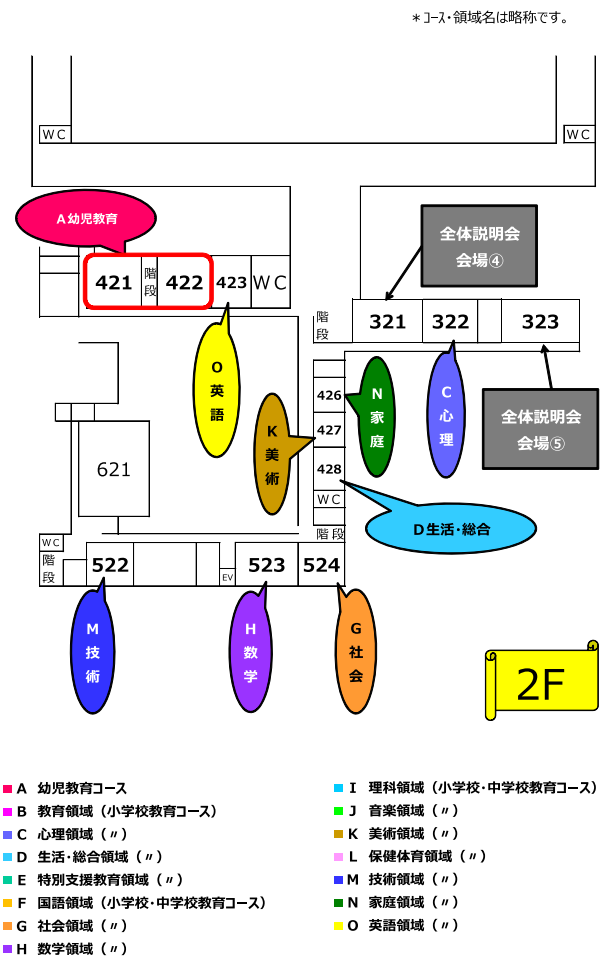 ＊ｺｰｽ・領域名は略称です。
WC
WC
A幼児教育
全体説明会
会場④
421
階段
422
423
WC
階段
321
322
323
O英語
426
427
428
WC
階段
N家庭
C心理
全体説明会
会場⑤
K美術
621
D生活・総合
WC
階段
522
EV
523
524
M技術
H数学
G社会
2F
A 幼児教育コース
B 教育領域（小学校教育コース）
C 心理領域（〃）
D 生活・総合領域（〃）
E 特別支援教育領域（〃）
F 国語領域（小学校・中学校教育コース）
G 社会領域（〃）
H 数学領域（〃）
I 理科領域（小学校・中学校教育コース）
J 音楽領域（〃）
K 美術領域（〃）
L 保健体育領域（〃）
M 技術領域（〃）
N 家庭領域（〃）
O 英語領域（〃）